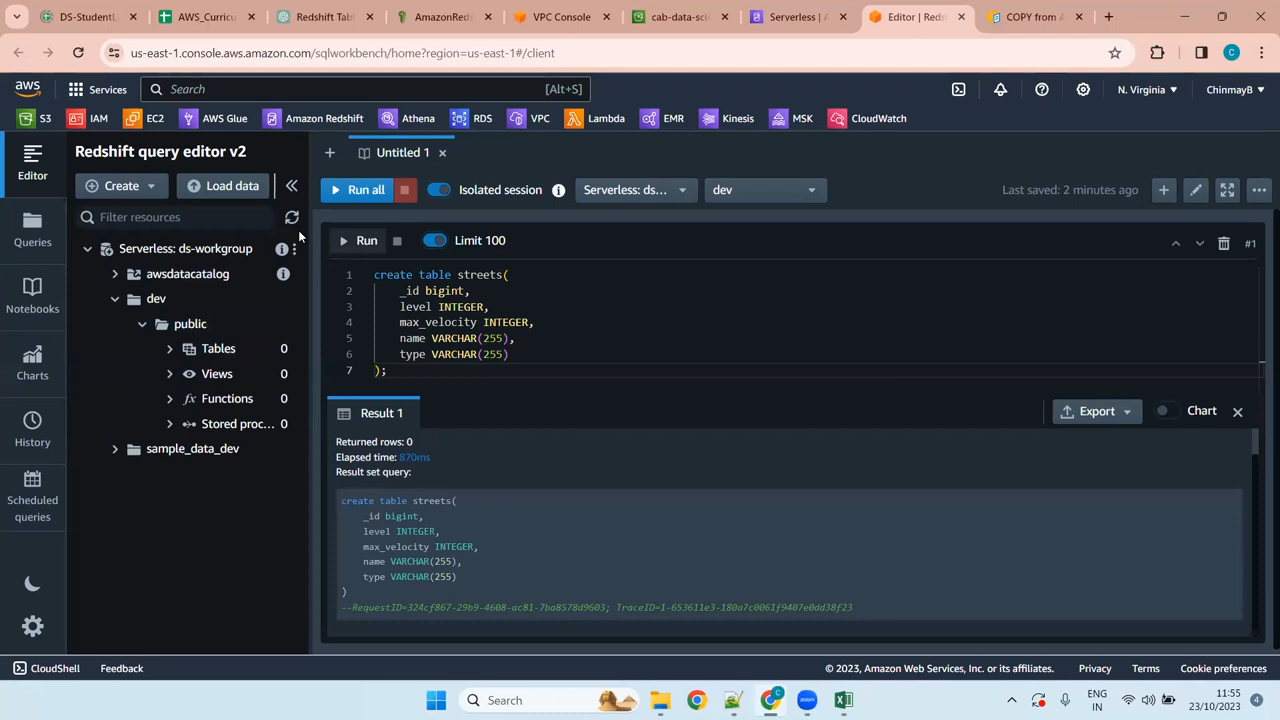 DS-StudentL
AWS_Curricu
Redshift Tab
AmazonReds
VPC Console
cab-data-sci
Serverless | A
Editor | Reds
COPY from A
us-east-1.console.aws.amazon.com/sqlworkbench/home?region=us-east-1#/client
C
aws
Services
Search
[Alt+S]
N. Virginia
ChinmayB
S3
IAM
EC2
AWS Glue
Amazon Redshift
Athena
RDS
VPC
Lambda
EMR
Kinesis
MSK
CloudWatch
Editor
Queries
Notebooks
Charts
History
Scheduled
queries
Redshift query editor v2
Create
Load data
Filter resources
Serverless: ds-workgroup
awsdatacatalog
dev
public
Tables 0
Views 0
fx Functions 0
Stored proc... 0
sample_data_dev
Untitled 1
Run all
Isolated session
Serverless: ds...
dev
Last saved: 2 minutes ago
Run
Limit 100
#1
1 create table streets(
2 _id bigint,
3 level INTEGER,
4 max_velocity INTEGER,
5 name VARCHAR(255),
6 type VARCHAR(255)
7 );
Result 1
Export
Chart
Returned rows: 0
Elapsed time: 870ms
Result set query:
create table streets(
_id bigint,
level INTEGER,
max_velocity INTEGER,
name VARCHAR(255),
type VARCHAR(255)
)
--RequestID=324cf867-29b9-4608-ac81-7ba8578d9603; TraceID=1-653611e3-180a7c0061f9407e0dd38f23
CloudShell
Feedback
© 2023, Amazon Web Services, Inc. or its affiliates.
Privacy
Terms
Cookie preferences
Search
ENG
IN
11:55
23/10/2023
4